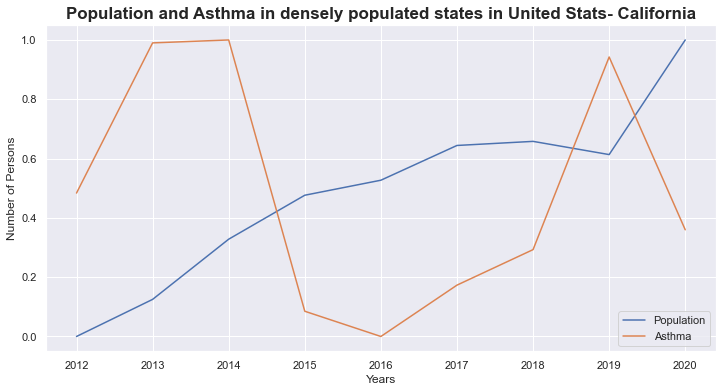 Population and Asthma in densely populated states in United Stats- California
Number of Persons
1.0
0.8
0.6
0.4
0.2
0.0
2012 2013 2014 2015 2016 2017 2018 2019 2020
Years
Population
Asthma